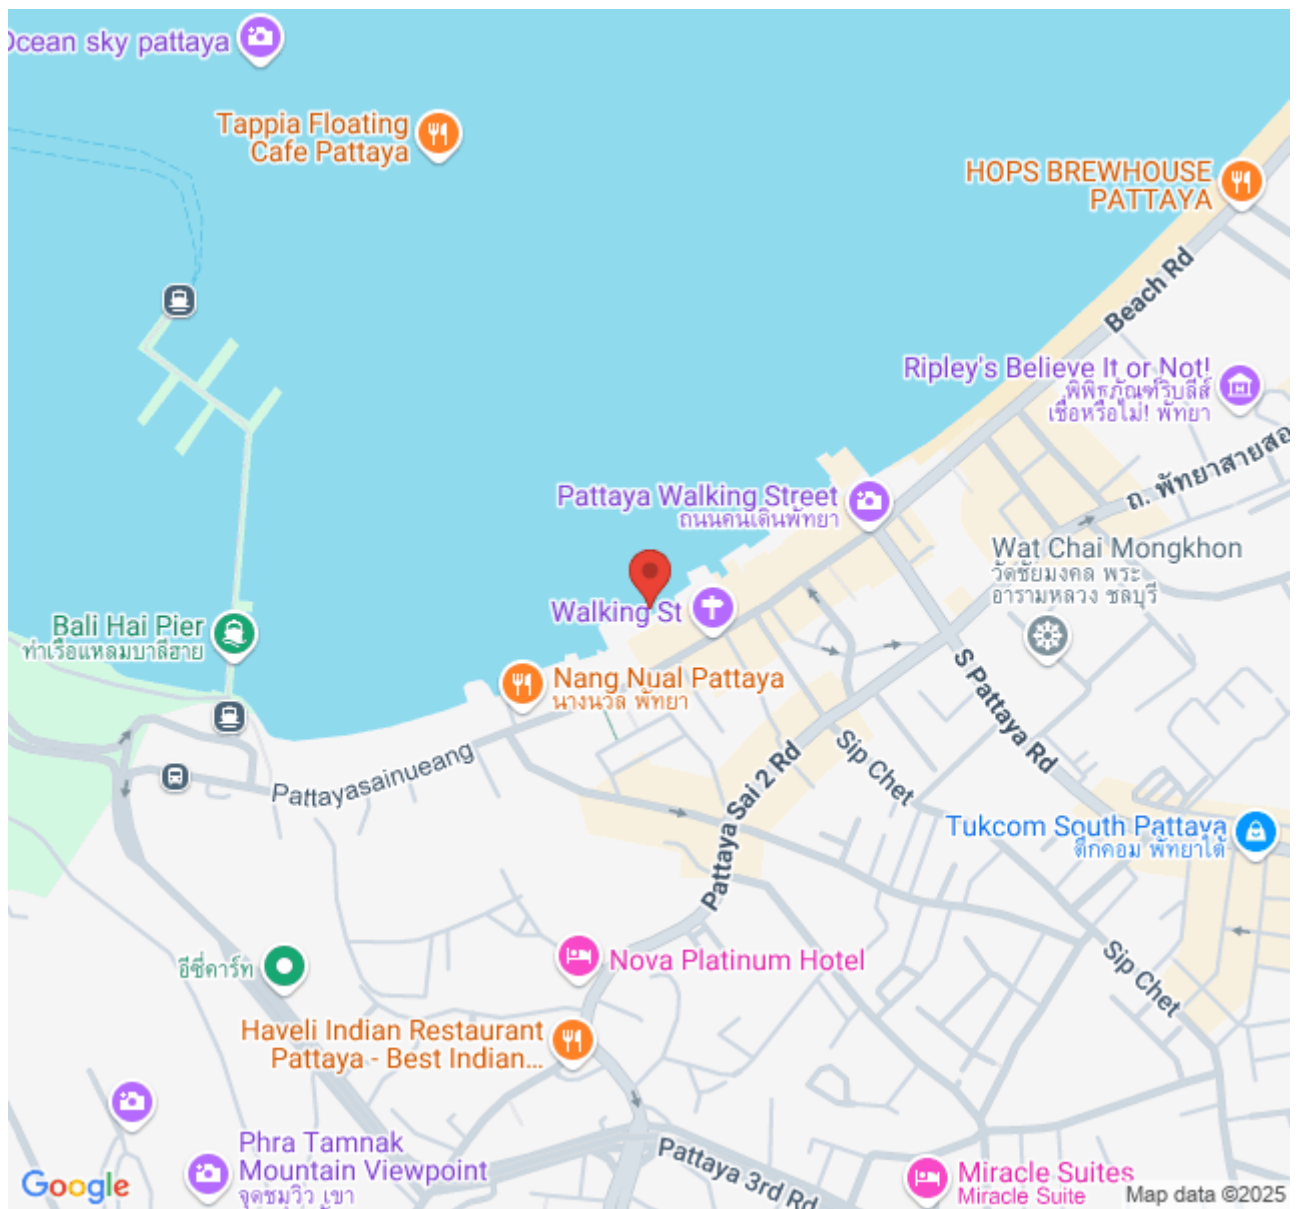 Ocean sky pattaya
Tappia Floating
Cafe Pattaya
HOPS BREWHOUSE
PATTAYA
Beach Rd
Ripley's Believe It or Not!
พิพิธภัณฑ์ริบลีส์
เชื่อหรือไม่! พัทยา
ถ. พัทยาสายสอ
Pattaya Walking Street
ถนนคนเดินพัทยา
Wat Chai Mongkhon
วัดชัยมงคล พระ
อารามหลวง ชลบุรี
Walking St
Bali Hai Pier
ท่าเรือแหลมบาลีฮาย
Nang Nual Pattaya
นางนวล พัทยา
S Pattaya Rd
Pattayasainueang
Sip Chet
Pattaya Sai 2 Rd
Tukcom South Pattaya
ตึกคอม พัทยาใต้
อีซี่คาร์ท
Nova Platinum Hotel
Sip Chet
Haveli Indian Restaurant
Pattaya - Best Indian...
Phra Tamnak
Mountain Viewpoint
จุดชมวิว เขา
Pattaya 3rd Rd
Miracle Suites
Miracle Suite
Google
Map data ©2025